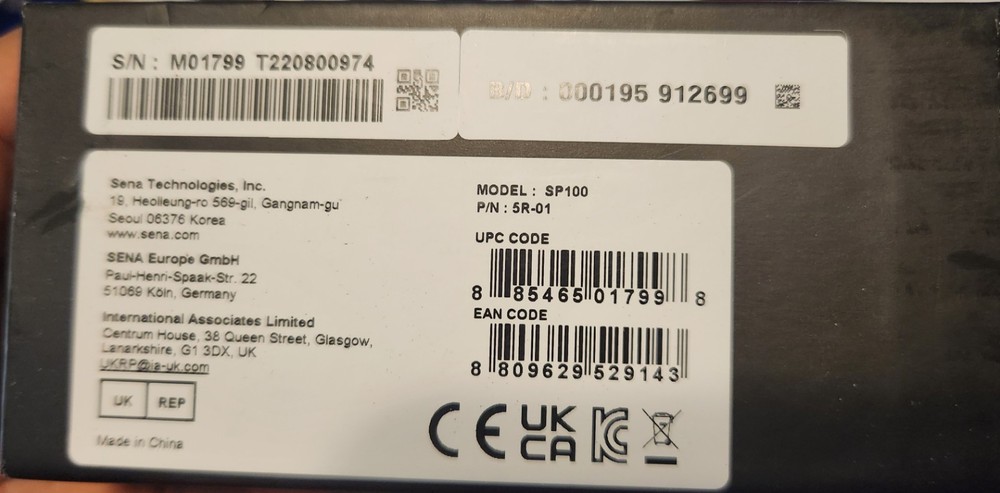 S/N : M01799 T220800974
: 000195 912699
Sena Technologies, Inc.
19, Heolleung-ro 569-gil, Gangnam-gu
Seoul 06376 Korea
www.sena.com
SENA Europe GmbH
Paul-Henri-Spaak-Str. 22
51069 Köln, Germany
International Associates Limited
Centrum House, 38 Queen Street, Glasgow,
Lanarkshire, G1 3DX, UK
UKRP@ia-uk.com
UK REP
Made in China
MODEL : SP100
P/N : 5R-01
UPC CODE
8 85465 01799 8
EAN CODE
8 809629 529143
CE UK CA KC